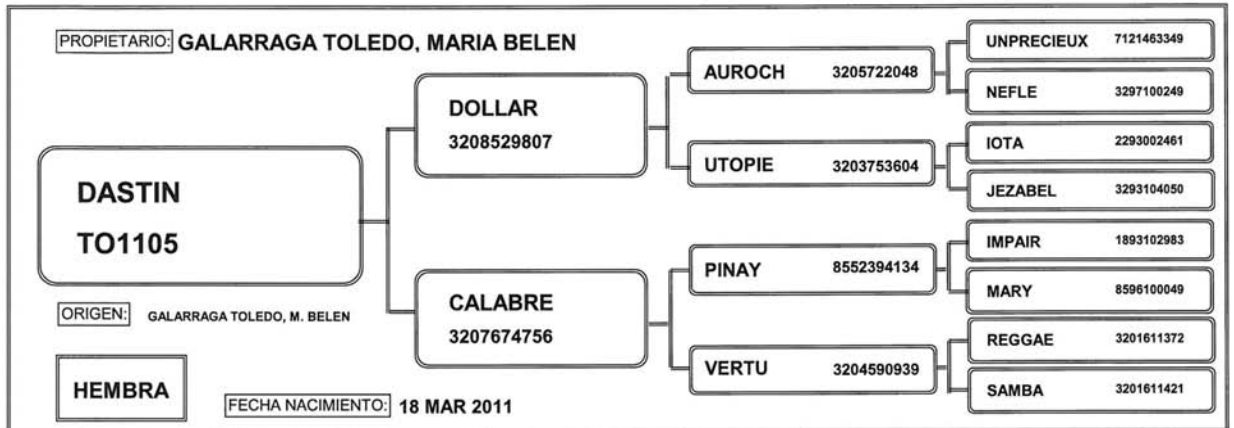 PROPIETARIO: GALARRAGA TOLEDO, MARIA BELEN
DASTIN
TO1105
ORIGEN: GALARRAGA TOLEDO, M. BELEN
HEMBRA
FECHA NACIMIENTO: 18 MAR 2011
DOLLAR
3208529807
CALABRE
3207674756
AUROCH 3205722048
UTOPIE 3203753604
PINAY 8552394134
VERTU 3204590939
UNPRECIEUX 7121463349
NEFLE 3297100249
IOTA 2293002461
JEZABEL 3293104050
IMPAIR 1893102983
MARY 8596100049
REGGAE 3201611372
SAMBA 3201611421